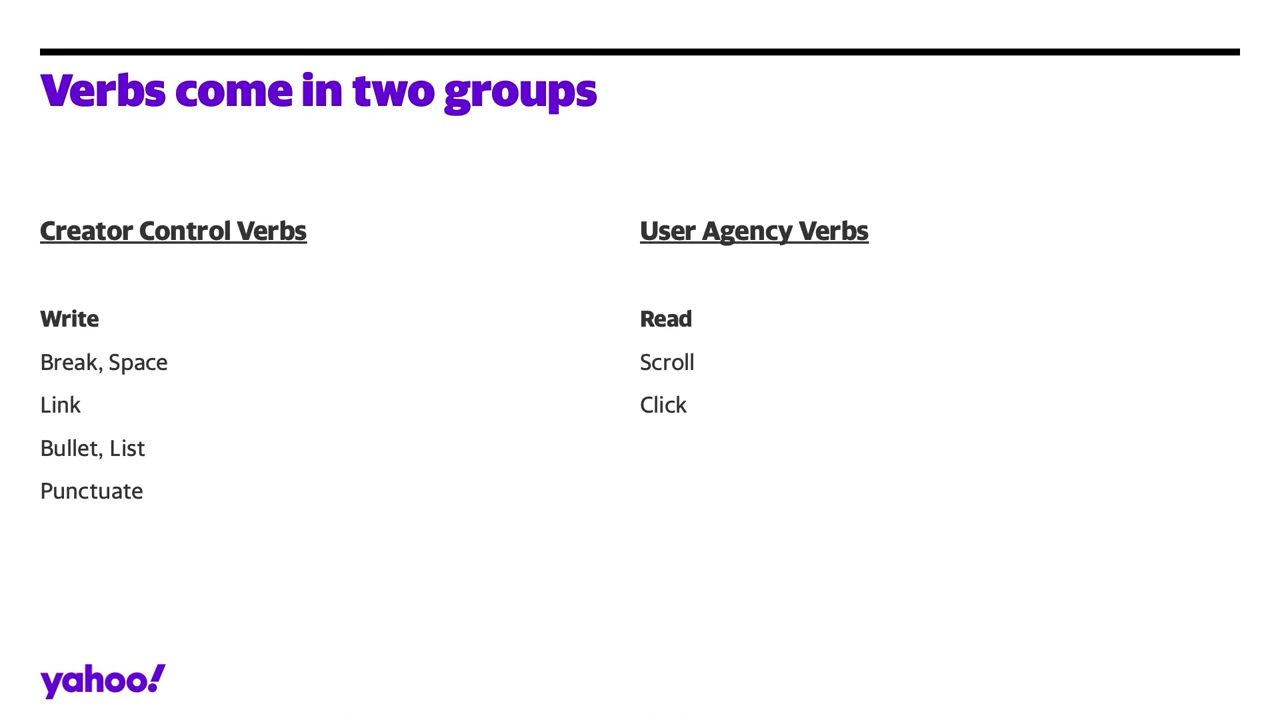 Verbs come in two groups
Creator Control Verbs
Write
Break, Space
Link
Bullet, List
Punctuate
User Agency Verbs
Read
Scroll
Click
yahoo!